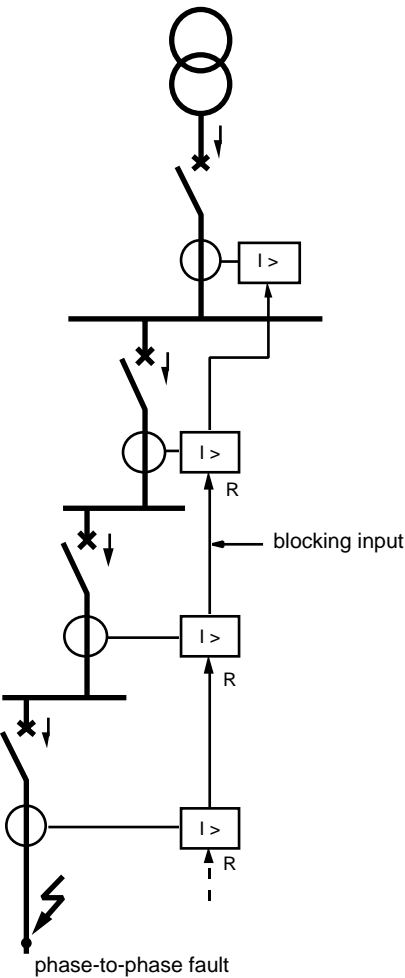 I >
I >
R
blocking input
I >
R
I >
R
phase-to-phase fault